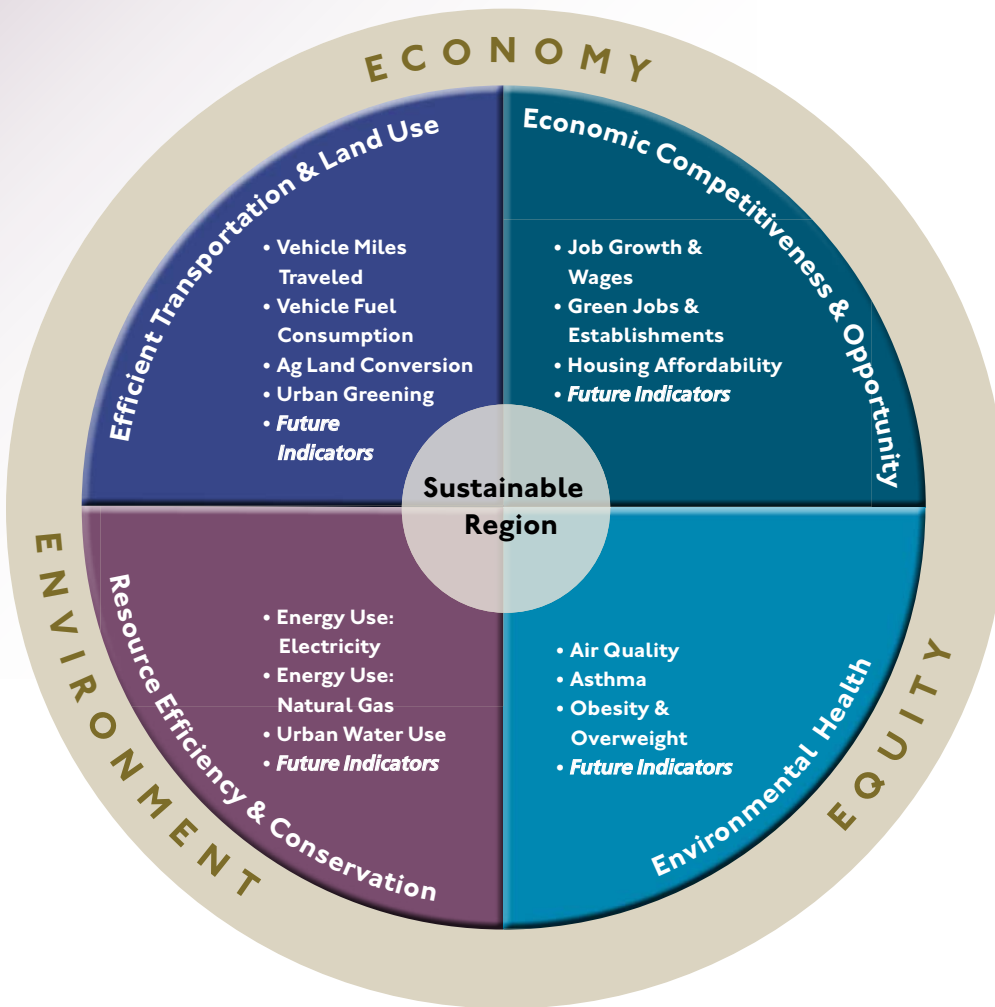 ECONOMY
Efficient Transportation & Land Use
• Vehicle Miles
Traveled
• Vehicle Fuel
Consumption
• Ag Land Conversion
• Urban Greening
• Future
Indicators
Economic Competitiveness & Opportunity
• Job Growth &
Wages
• Green Jobs &
Establishments
• Housing Affordability
• Future Indicators
Sustainable
Region
ENVIRONMENT
Resource Efficiency & Conservation
• Energy Use:
Electricity
• Energy Use:
Natural Gas
• Urban Water Use
• Future Indicators
• Air Quality
• Asthma
• Obesity &
Overweight
• Future Indicators
Environmental Health
EQUITY